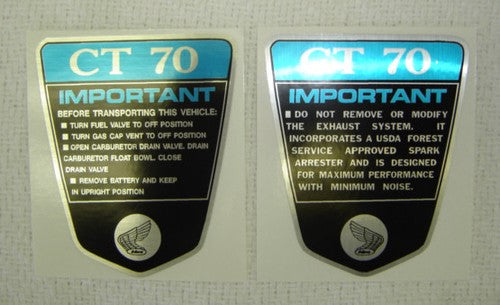 CT 70
IMPORTANT
BEFORE TRANSPORTING THIS VEHICLE:
■ TURN FUEL VALVE TO OFF POSITION
■ TURN GAS CAP VENT TO OFF POSITION
■ OPEN CARBURETOR DRAIN VALVE. DRAIN
CARBURETOR FLOAT BOWL. CLOSE
DRAIN VALVE
■ REMOVE BATTERY AND KEEP
IN UPRIGHT POSITION
CT 70
IMPORTANT
■ DO NOT REMOVE OR MODIFY
THE EXHAUST SYSTEM. IT
INCORPORATES A USDA FOREST
SERVICE APPROVED SPARK
ARRESTER AND IS DESIGNED
FOR MAXIMUM PERFORMANCE
WITH MINIMUM NOISE.